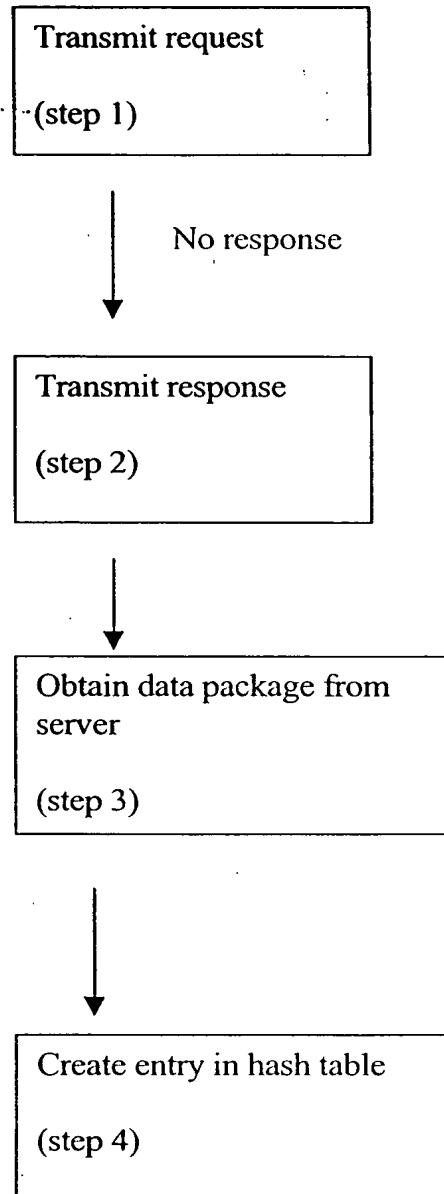 Transmit request
(step 1)
No response
Transmit response
(step 2)
Obtain data package from
server
(step 3)
Create entry in hash table
(step 4)